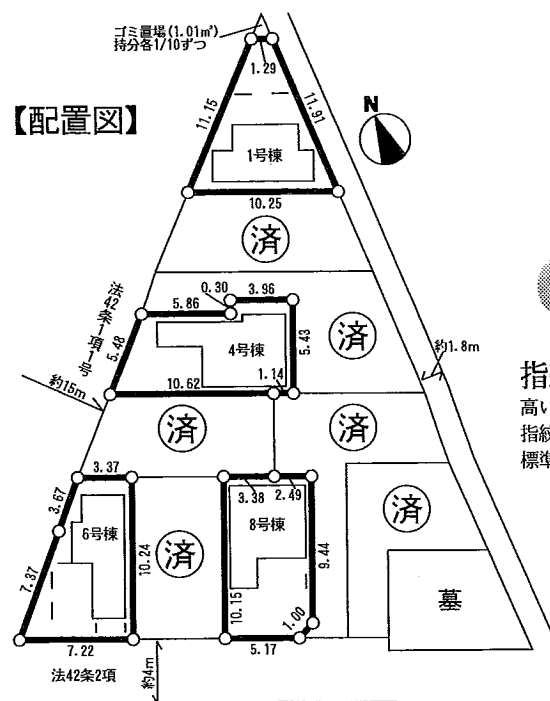 ゴミ置場(1.01㎡)
持分各1/10ずつ
1.29
【配置図】
11.15
11.91
N
1号棟
10.25
済
法42条1項1号
5.86
0.30
3.96
5.48
4号棟
5.43
済
約1.8m
10.62
1.14
約15m
済
済
指
高い
指紋
標準
3.37
3.38
2.49
3.67
6号棟
10.24
済
8号棟
9.44
済
7.37
10.15
1.00
墓
7.22
5.17
法42条2項
約4m